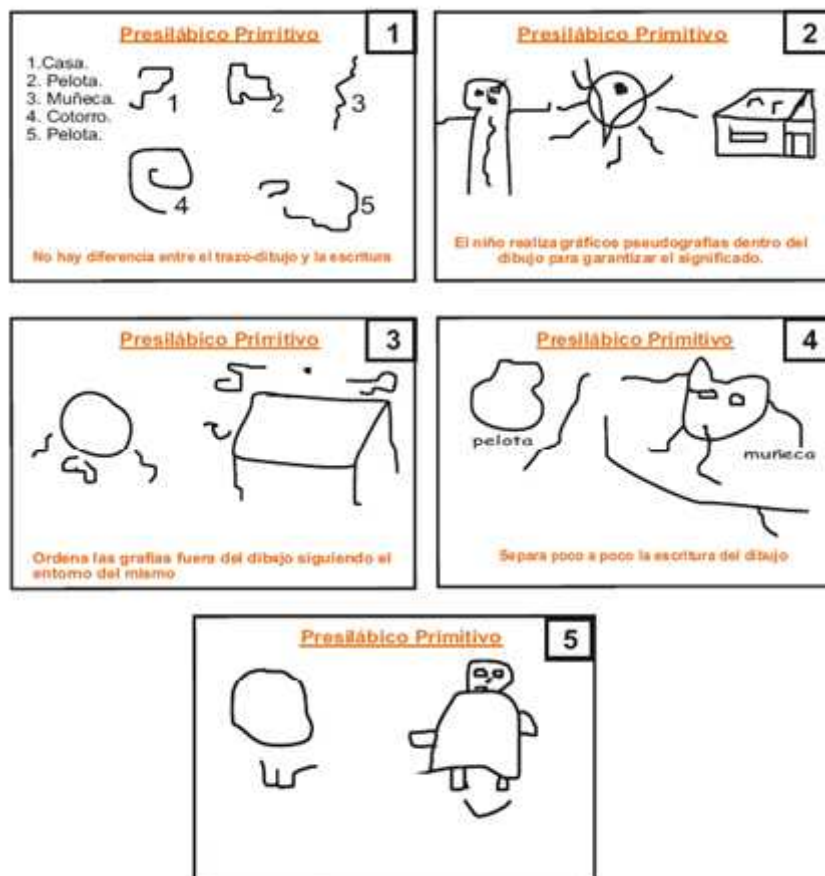 Presilábico Primitivo
1
1.Casa.
2. Pelota.
3. Muñeca.
4. Cotorro.
5. Pelota.
1
2
3
4
5
No hay diferencia entre el trazo-dibujo y la escritura
Presilábico Primitivo
2
El niño realiza gráficos pseudografias dentro del
dibujo para garantizar el significado.
Presilábico Primitivo
3
Ordena las grafias fuera del dibujo siguiendo el
entorno del mismo
Presilábico Primitivo
4
pelota
muñeca
Separa poco a poco la escritura del dibujo
Presilábico Primitivo
5